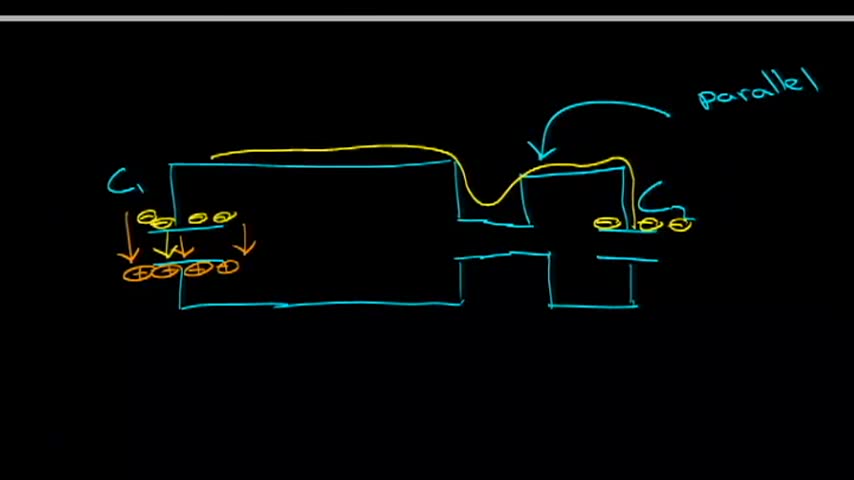 parallel
C₁
C₂
⊖ ⊖ ⊖ ⊖
⊖ ⊖ ⊖
⊕ ⊕ ⊕ ⊕